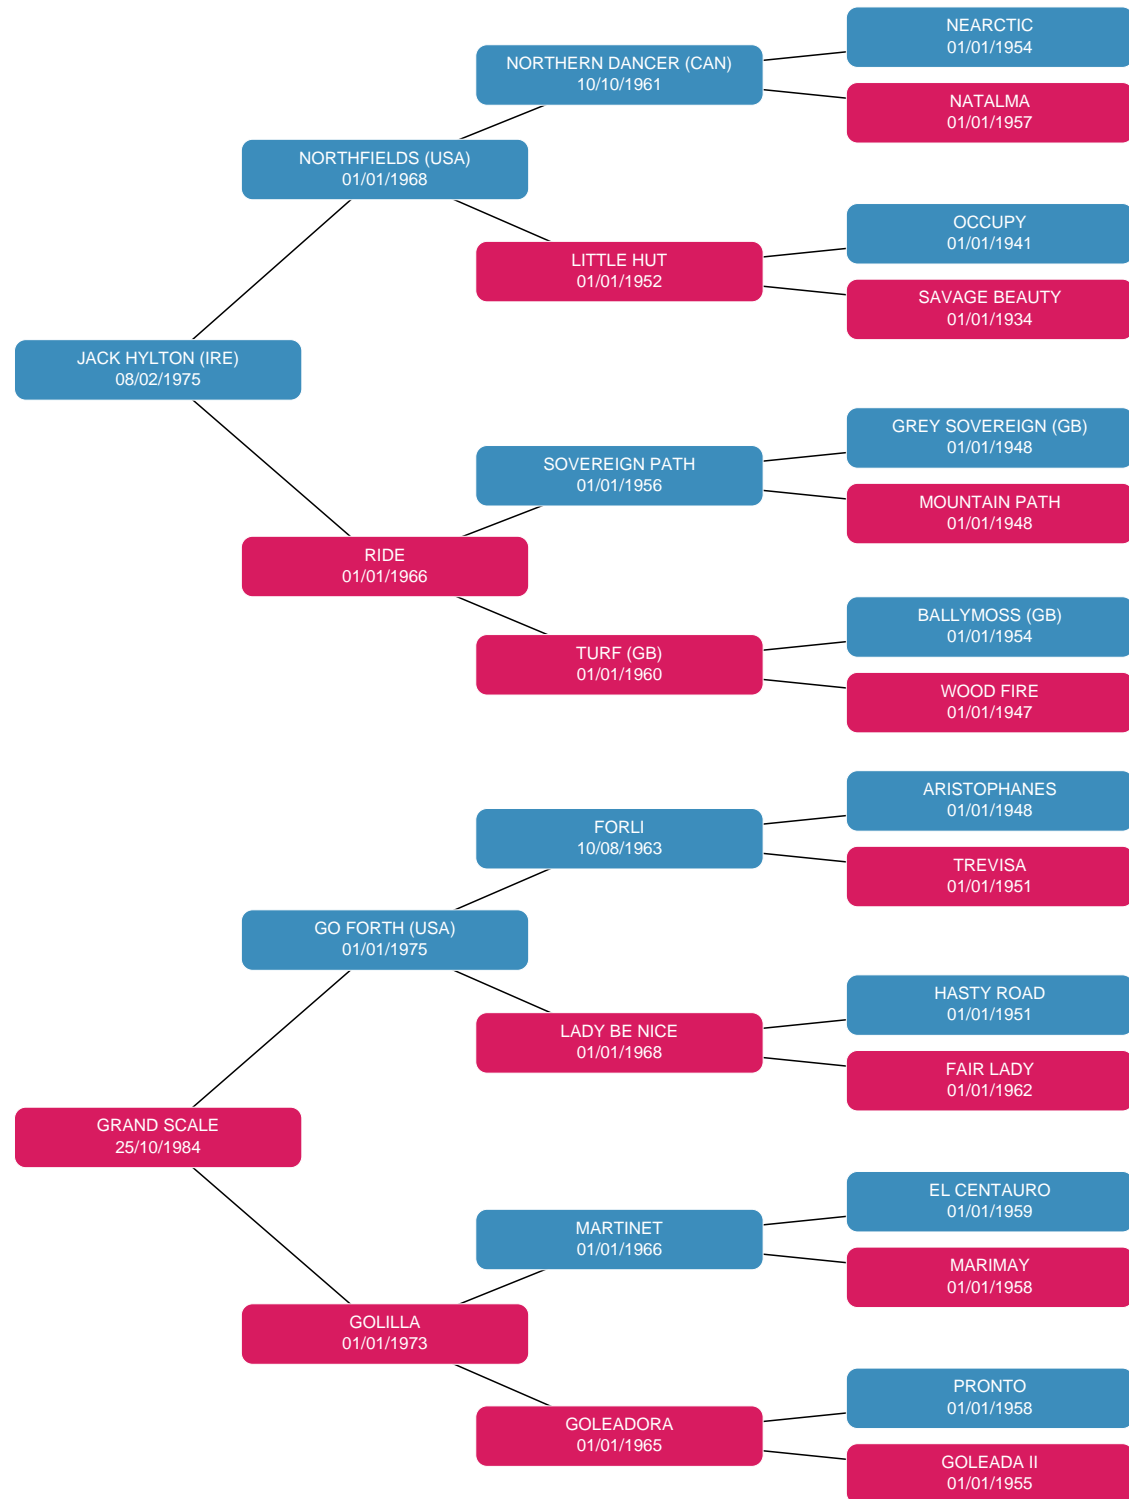 NEARCTIC
01/01/1954
NORTHERN DANCER (CAN)
10/10/1961
NATALMA
01/01/1957
NORTHFIELDS (USA)
01/01/1968
OCCUPY
01/01/1941
LITTLE HUT
01/01/1952
SAVAGE BEAUTY
01/01/1934
JACK HYLTON (IRE)
08/02/1975
GREY SOVEREIGN (GB)
01/01/1948
SOVEREIGN PATH
01/01/1956
MOUNTAIN PATH
01/01/1948
RIDE
01/01/1966
BALLYMOSS (GB)
01/01/1954
TURF (GB)
01/01/1960
WOOD FIRE
01/01/1947
ARISTOPHANES
01/01/1948
FORLI
10/08/1963
TREVISA
01/01/1951
GO FORTH (USA)
01/01/1975
HASTY ROAD
01/01/1951
LADY BE NICE
01/01/1968
FAIR LADY
01/01/1962
GRAND SCALE
25/10/1984
EL CENTAURO
01/01/1959
MARTINET
01/01/1966
MARIMAY
01/01/1958
GOLILLA
01/01/1973
PRONTO
01/01/1958
GOLEADORA
01/01/1965
GOLEADA II
01/01/1955